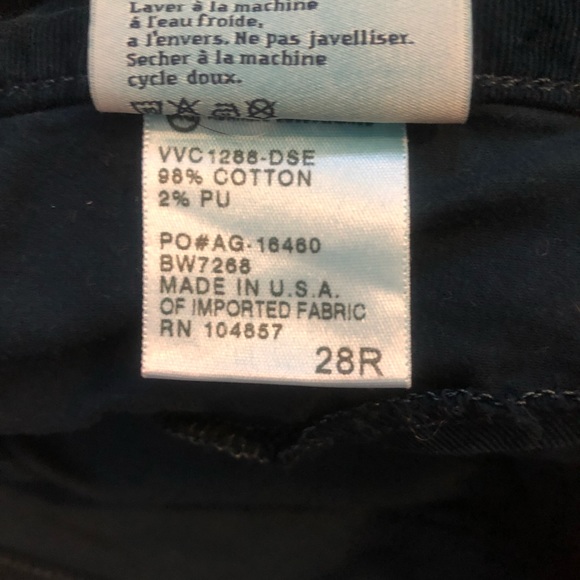 Laver à la machine
á l'eau froide,
a l'envers. Ne pas javelliser.
Secher à la machine
cycle doux.
VVC1288-DSE
98% COTTON
2% PU
PO#AG-16460
BW7268
MADE IN U.S.A.
OF IMPORTED FABRIC
RN 104857
28R